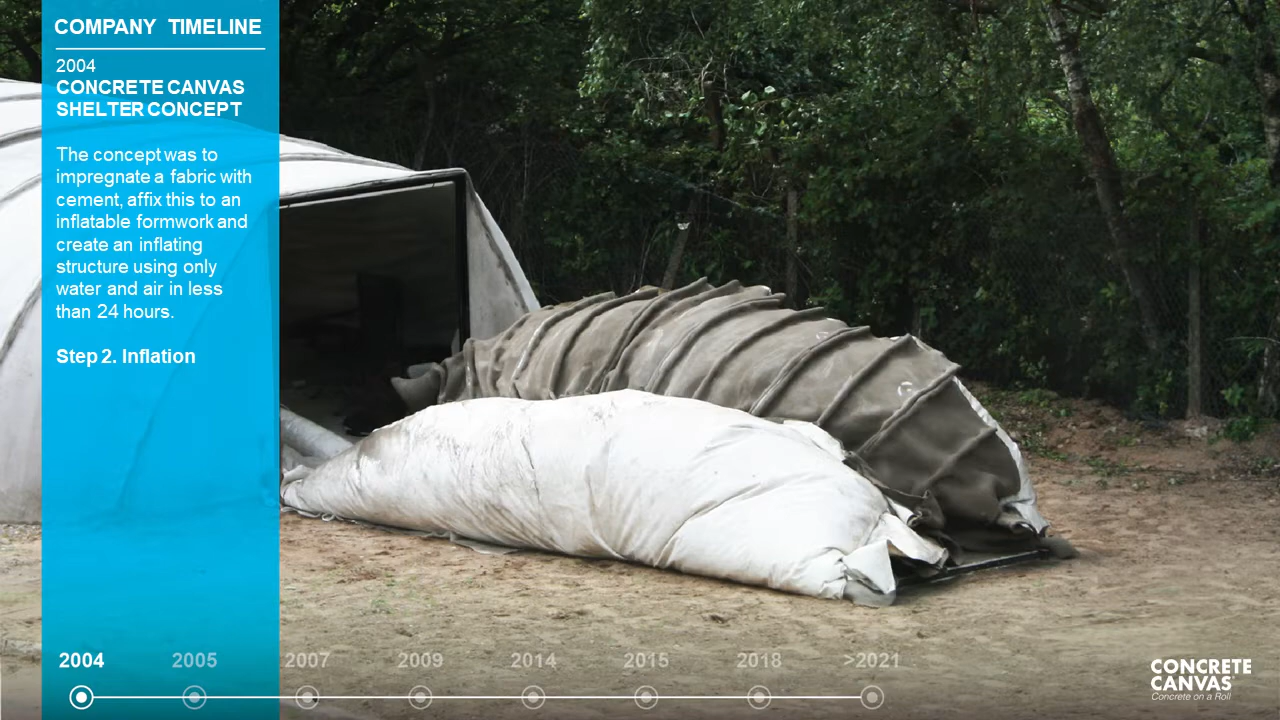 COMPANY TIMELINE
2004
CONCRETE CANVAS
SHELTER CONCEPT
The concept was to
impregnate a fabric with
cement, affix this to an
inflatable formwork and
create an inflating
structure using only
water and air in less
than 24 hours.
Step 2. Inflation
2004 2005 2007 2009 2014 2015 2018 >2021
CONCRETE
CANVAS
Concrete on a Roll